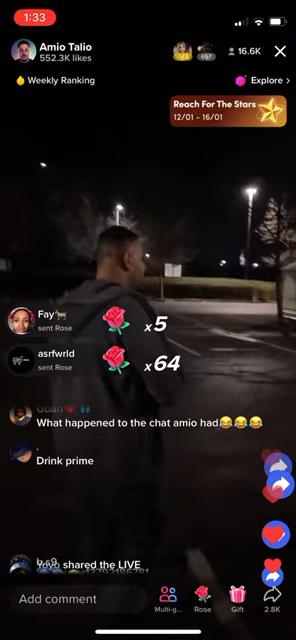 1:33
Amio Talio
552.3K likes
16.6K
Weekly Ranking
Explore >
Reach For The Stars
12/01 - 16/01
Fay
sent Rose
x5
asrfwrld
sent Rose
x64
Ubah
What happened to the chat amio had😂😂😂
.
Drink prime
shared the LIVE
Add comment
Multi-g...
Rose
Gift
2.8K